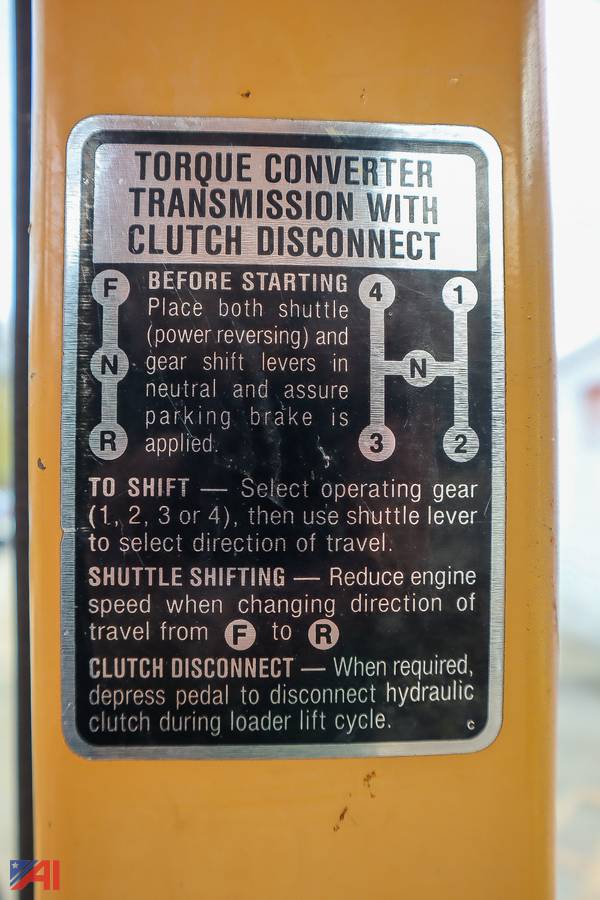 TORQUE CONVERTER
TRANSMISSION WITH
CLUTCH DISCONNECT
F
N
R
BEFORE STARTING
Place both shuttle
(power reversing) and
gear shift levers in
neutral and assure
parking brake is
applied.
4 1
N
3 2
TO SHIFT — Select operating gear
(1, 2, 3 or 4), then use shuttle lever
to select direction of travel.
SHUTTLE SHIFTING — Reduce engine
speed when changing direction of
travel from F to R
CLUTCH DISCONNECT — When required,
depress pedal to disconnect hydraulic
clutch during loader lift cycle.
c
AI